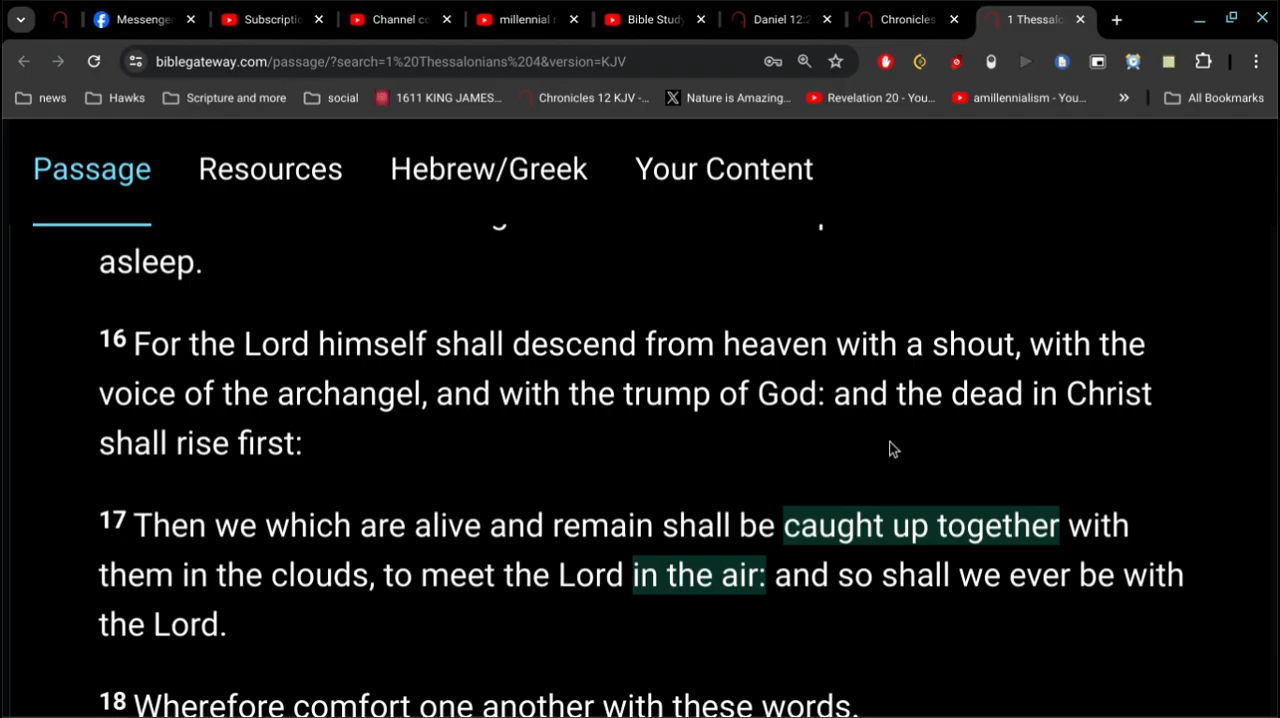 Messenger Subscripti Channel co millennial Bible Study Daniel 12:2 Chronicles 1 Thessalo
biblegateway.com/passage/?search=1%20Thessalonians%204&version=KJV
news Hawks Scripture and more social 1611 KING JAMES... Chronicles 12 KJV -... Nature is Amazing... Revelation 20 - You... amillennialism - You... » All Bookmarks
Passage Resources Hebrew/Greek Your Content
asleep.
16 For the Lord himself shall descend from heaven with a shout, with the
voice of the archangel, and with the trump of God: and the dead in Christ
shall rise first:
17 Then we which are alive and remain shall be caught up together with
them in the clouds, to meet the Lord in the air: and so shall we ever be with
the Lord.
18 Wherefore comfort one another with these words.